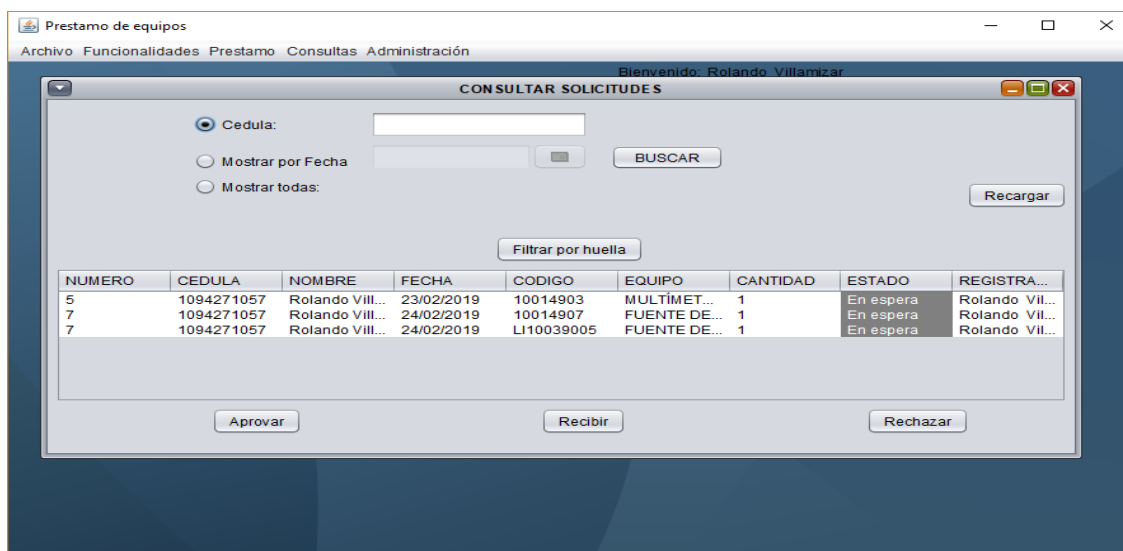 Prestamo de equipos
Archivo Funcionalidades Prestamo Consultas Administración
Bienvenido: Rolando Villamizar
CONSULTAR SOLICITUDES
Cedula:
Mostrar por Fecha
BUSCAR
Mostrar todas:
Recargar
Filtrar por huella
NUMERO CEDULA NOMBRE FECHA CODIGO EQUIPO CANTIDAD ESTADO REGISTRA...
5 1094271057 Rolando Vill... 23/02/2019 10014903 MULTÍMET... 1 En espera Rolando Vil...
7 1094271057 Rolando Vill... 24/02/2019 10014907 FUENTE DE... 1 En espera Rolando Vil...
7 1094271057 Rolando Vill... 24/02/2019 LI10039005 FUENTE DE... 1 En espera Rolando Vil...
Aprovar Recibir Rechazar